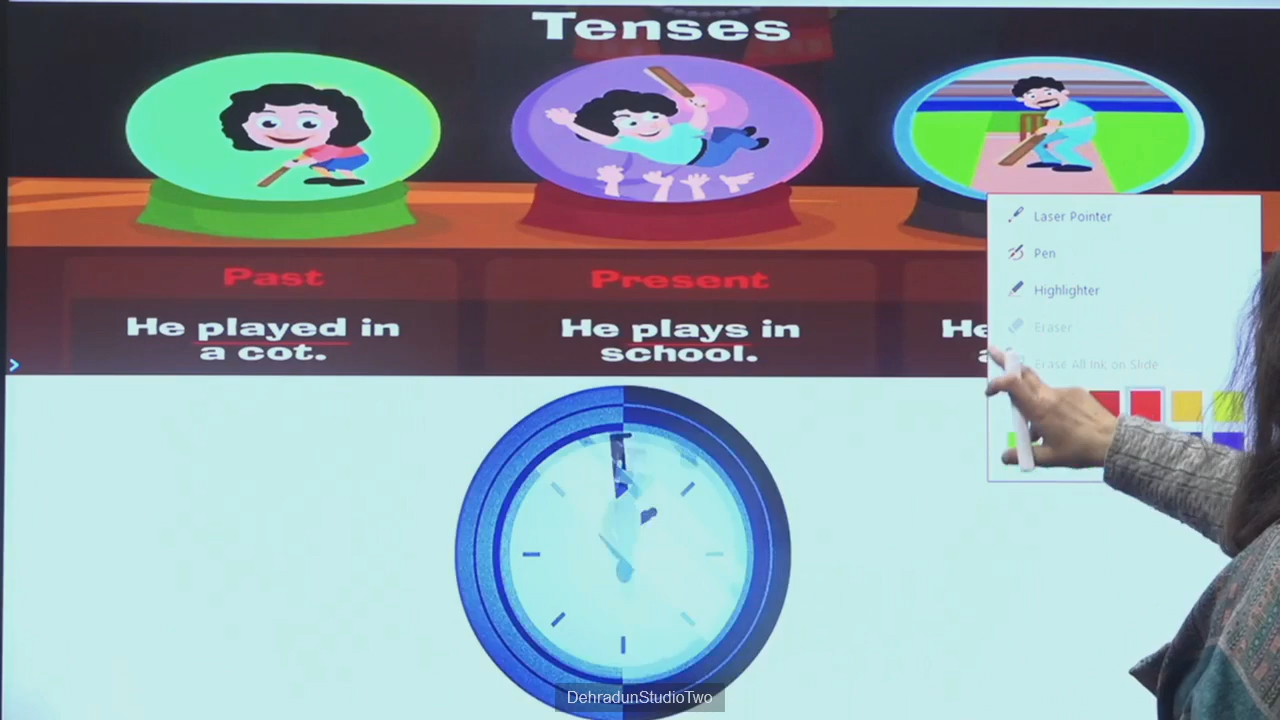 Tenses
Past
He played in
a cot.
Present
He plays in
school.
He
a
Laser Pointer
Pen
Highlighter
Eraser
Erase All Ink on Slide
DehradunStudioTwo